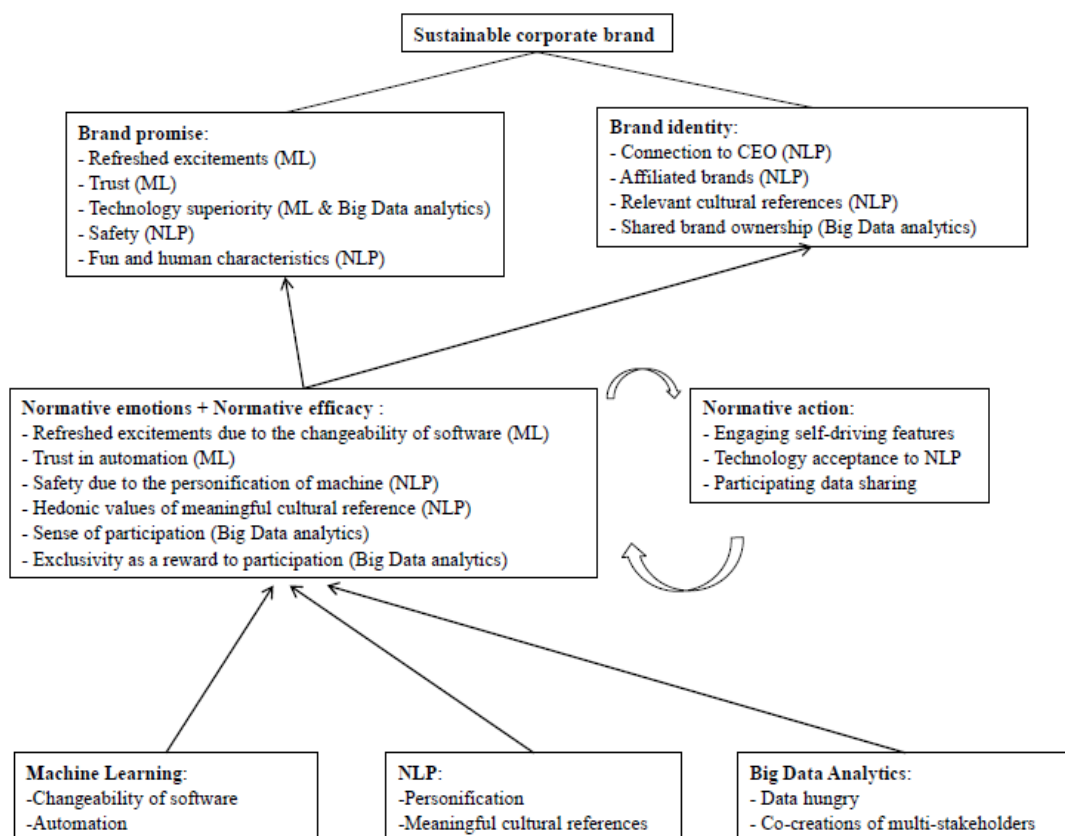 Sustainable corporate brand
Brand promise:
- Refreshed excitements (ML)
- Trust (ML)
- Technology superiority (ML & Big Data analytics)
- Safety (NLP)
- Fun and human characteristics (NLP)
Brand identity:
- Connection to CEO (NLP)
- Affiliated brands (NLP)
- Relevant cultural references (NLP)
- Shared brand ownership (Big Data analytics)
Normative emotions + Normative efficacy :
- Refreshed excitements due to the changeability of software (ML)
- Trust in automation (ML)
- Safety due to the personification of machine (NLP)
- Hedonic values of meaningful cultural reference (NLP)
- Sense of participation (Big Data analytics)
- Exclusivity as a reward to participation (Big Data analytics)
Normative action:
- Engaging self-driving features
- Technology acceptance to NLP
- Participating data sharing
Machine Learning:
-Changeability of software
-Automation
NLP:
-Personification
-Meaningful cultural references
Big Data Analytics:
- Data hungry
- Co-creations of multi-stakeholders